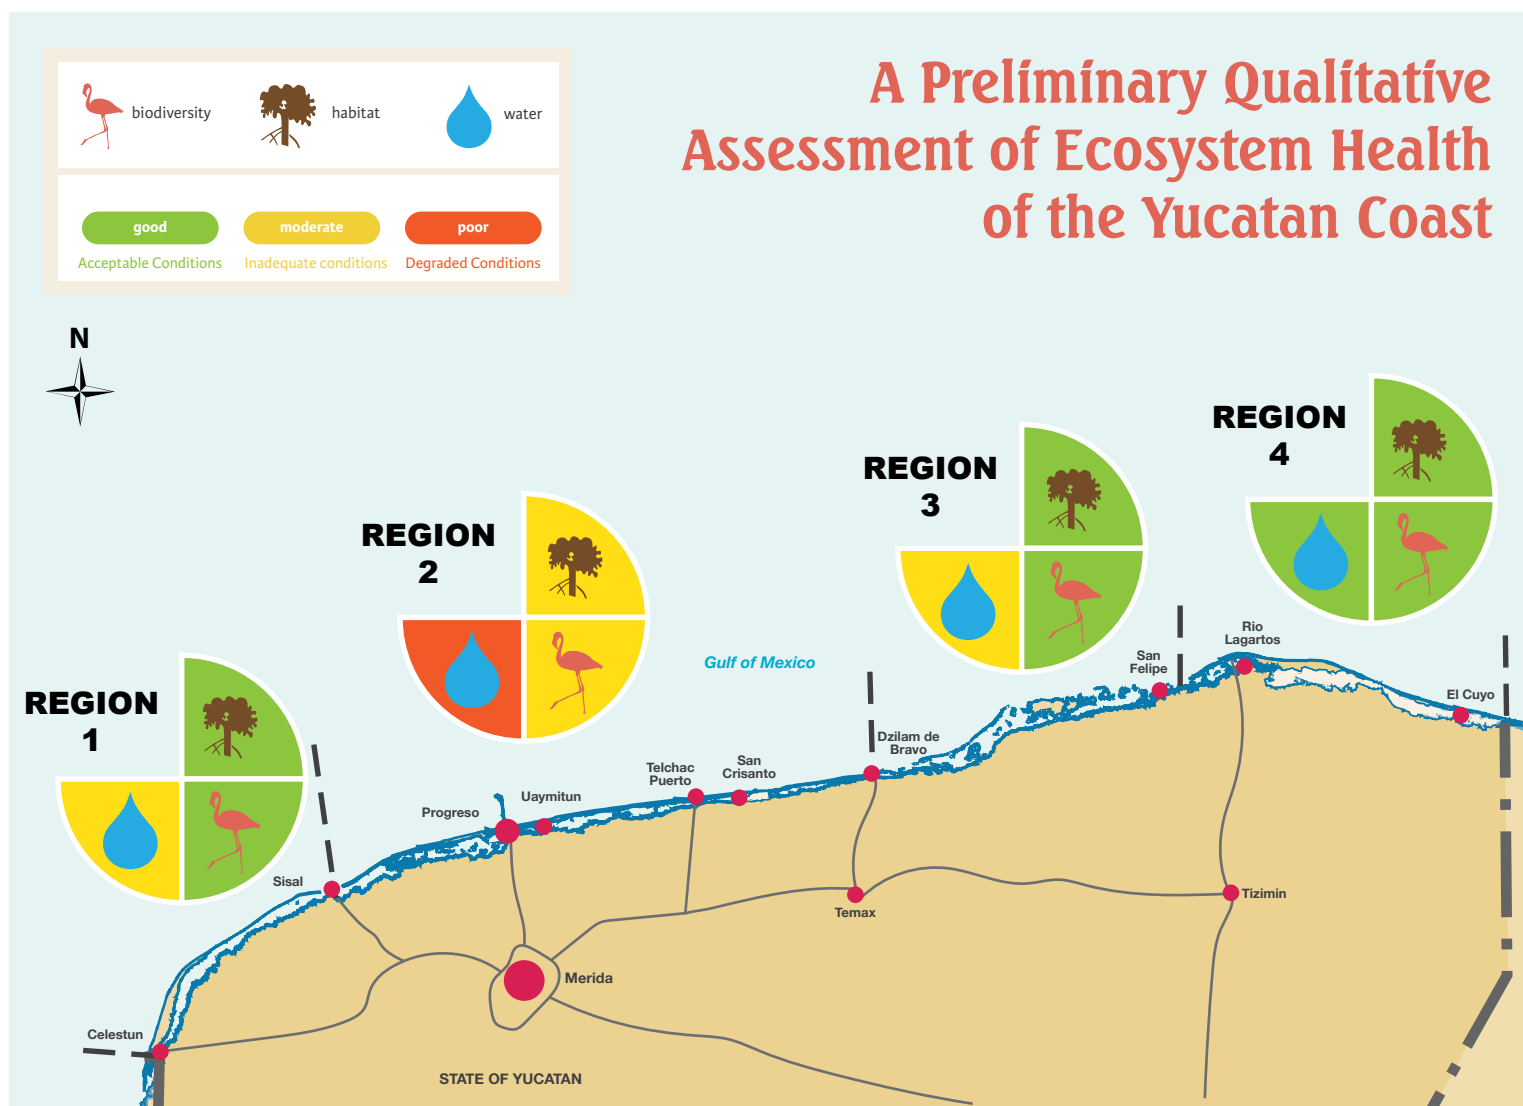 A Preliminary Qualitative
Assessment of Ecosystem Health
of the Yucatan Coast
biodiversity
habitat
water
good
moderate
poor
Acceptable Conditions
Inadequate conditions
Degraded Conditions
N
REGION
1
REGION
2
REGION
3
REGION
4
Gulf of Mexico
Celestun
Sisal
Progreso
Uaymitun
Telchac
Puerto
San
Crisanto
Dzilam de
Bravo
San
Felipe
Rio
Lagartos
El Cuyo
Temax
Tizimin
Merida
STATE OF YUCATAN